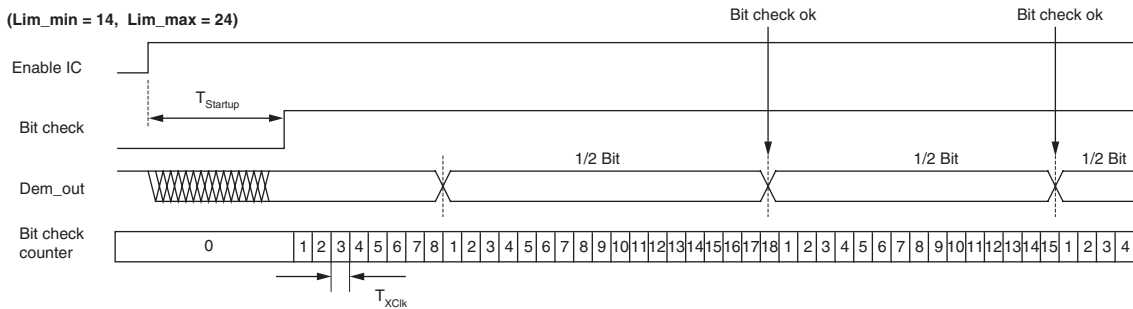 (Lim_min = 14, Lim_max = 24)
Bit check ok
Bit check ok
Enable IC
T_Startup
Bit check
1/2 Bit
1/2 Bit
1/2 Bit
Dem_out
Bit check
counter
0 1 2 3 4 5 6 7 8 1 2 3 4 5 6 7 8 9 10 11 12 13 14 15 16 17 18 1 2 3 4 5 6 7 8 9 10 11 12 13 14 15 1 2 3 4
T_XClk